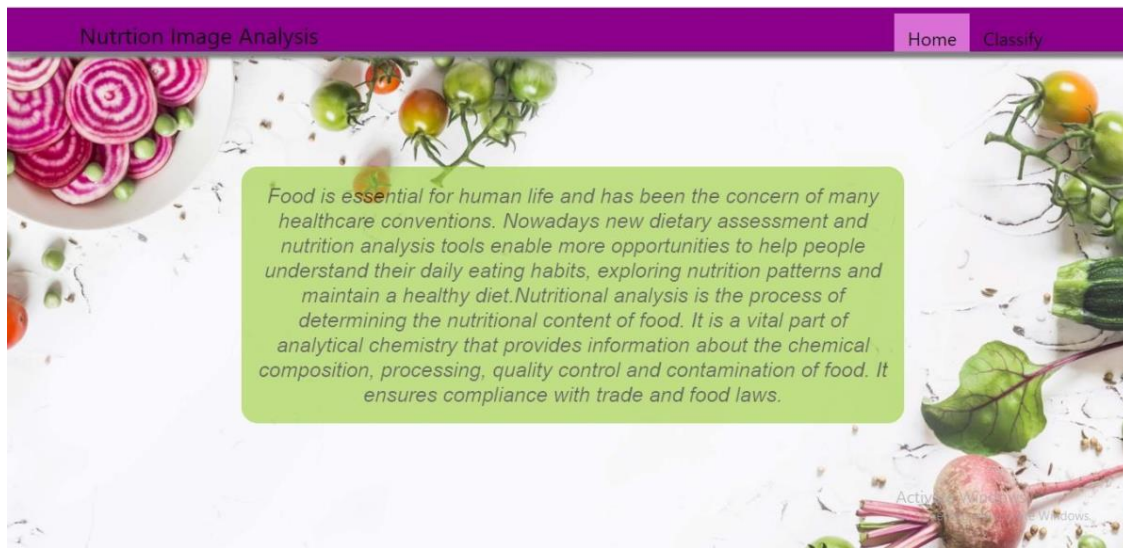 Nutrtion Image Analysis
Home
Classify
Food is essential for human life and has been the concern of many
healthcare conventions. Nowadays new dietary assessment and
nutrition analysis tools enable more opportunities to help people
understand their daily eating habits, exploring nutrition patterns and
maintain a healthy diet.Nutritional analysis is the process of
determining the nutritional content of food. It is a vital part of
analytical chemistry that provides information about the chemical
composition, processing, quality control and contamination of food. It
ensures compliance with trade and food laws.
Windows.